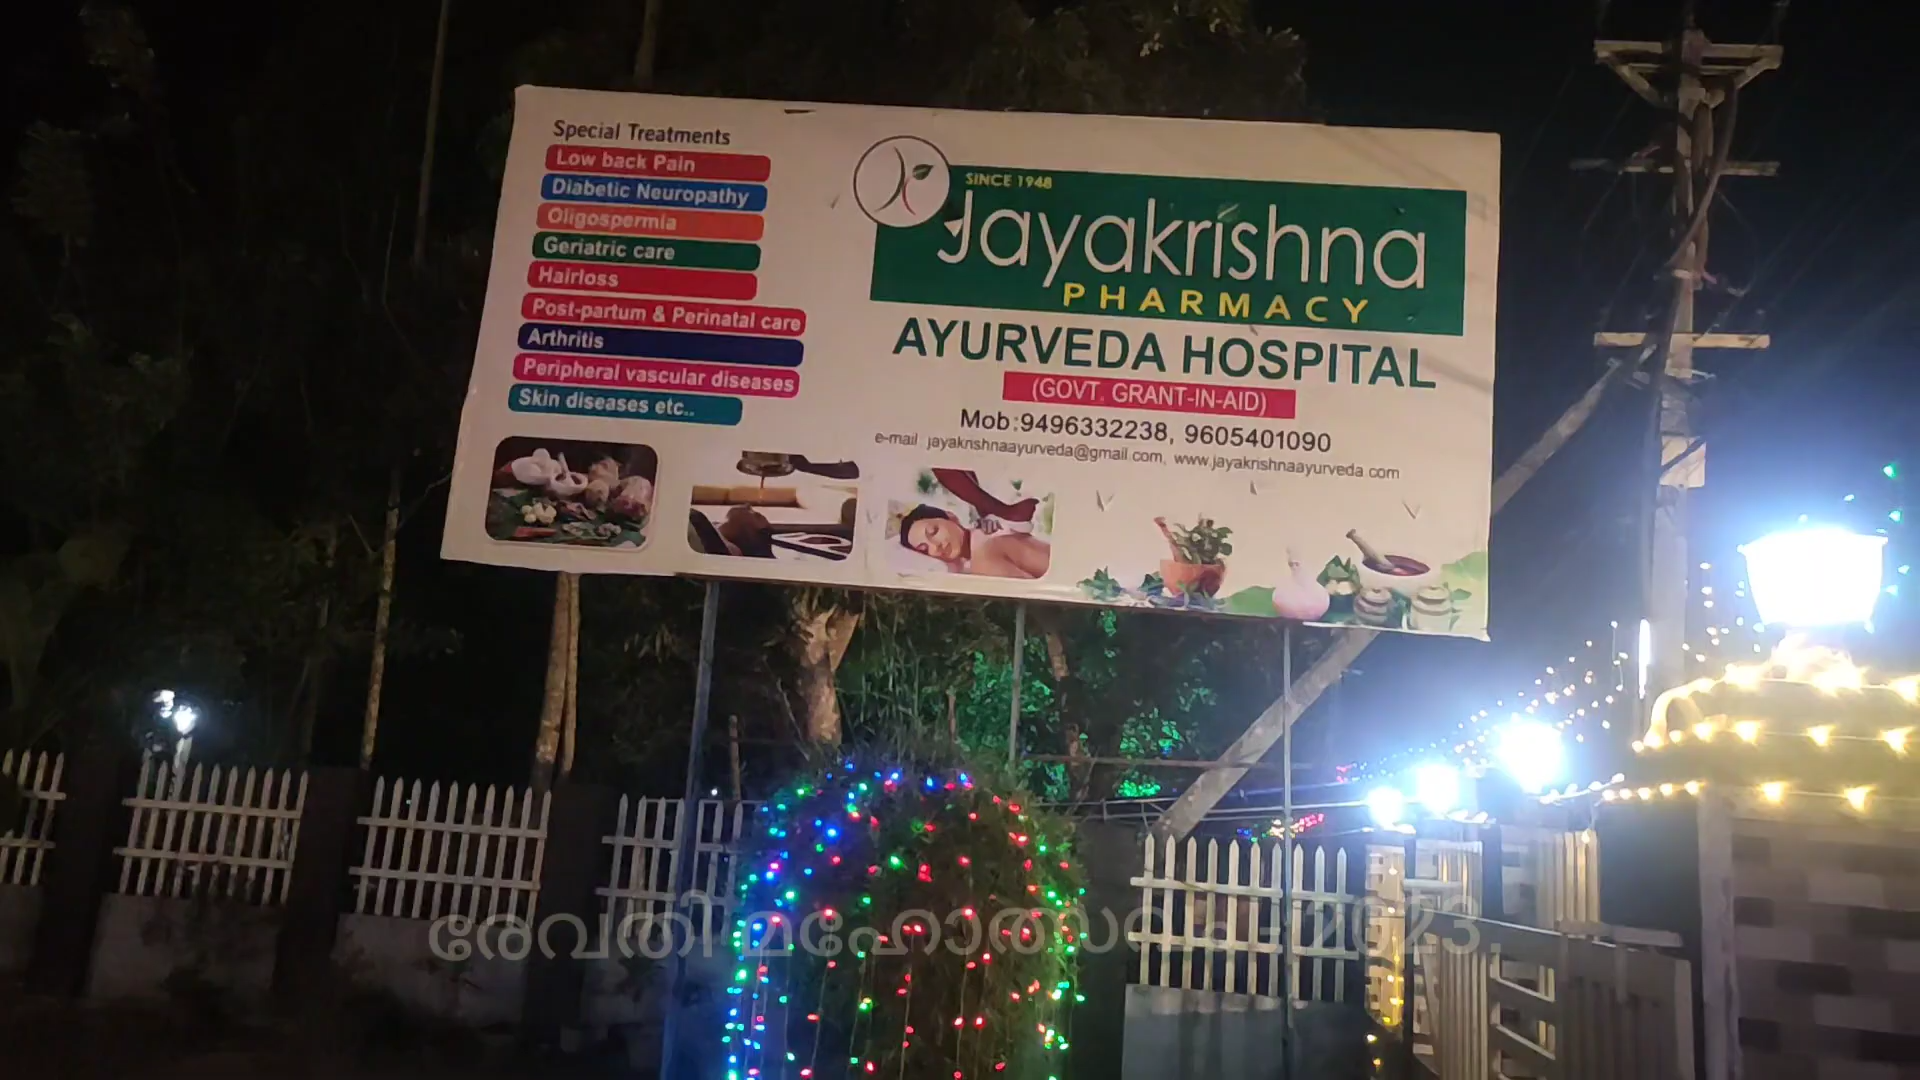 Special Treatments
Low back Pain
Diabetic Neuropathy
Oligospermia
Geriatric care
Hairloss
Post-partum & Perinatal care
Arthritis
Peripheral vascular diseases
Skin diseases etc..
SINCE 1948
Jayakrishna
PHARMACY
AYURVEDA HOSPITAL
(GOVT. GRANT-IN-AID)
Mob:9496332238, 9605401090
e-mail jayakrishnaayurveda@gmail.com, www.jayakrishnaayurveda.com
രേവതി മഹോത്സവം - 2023.